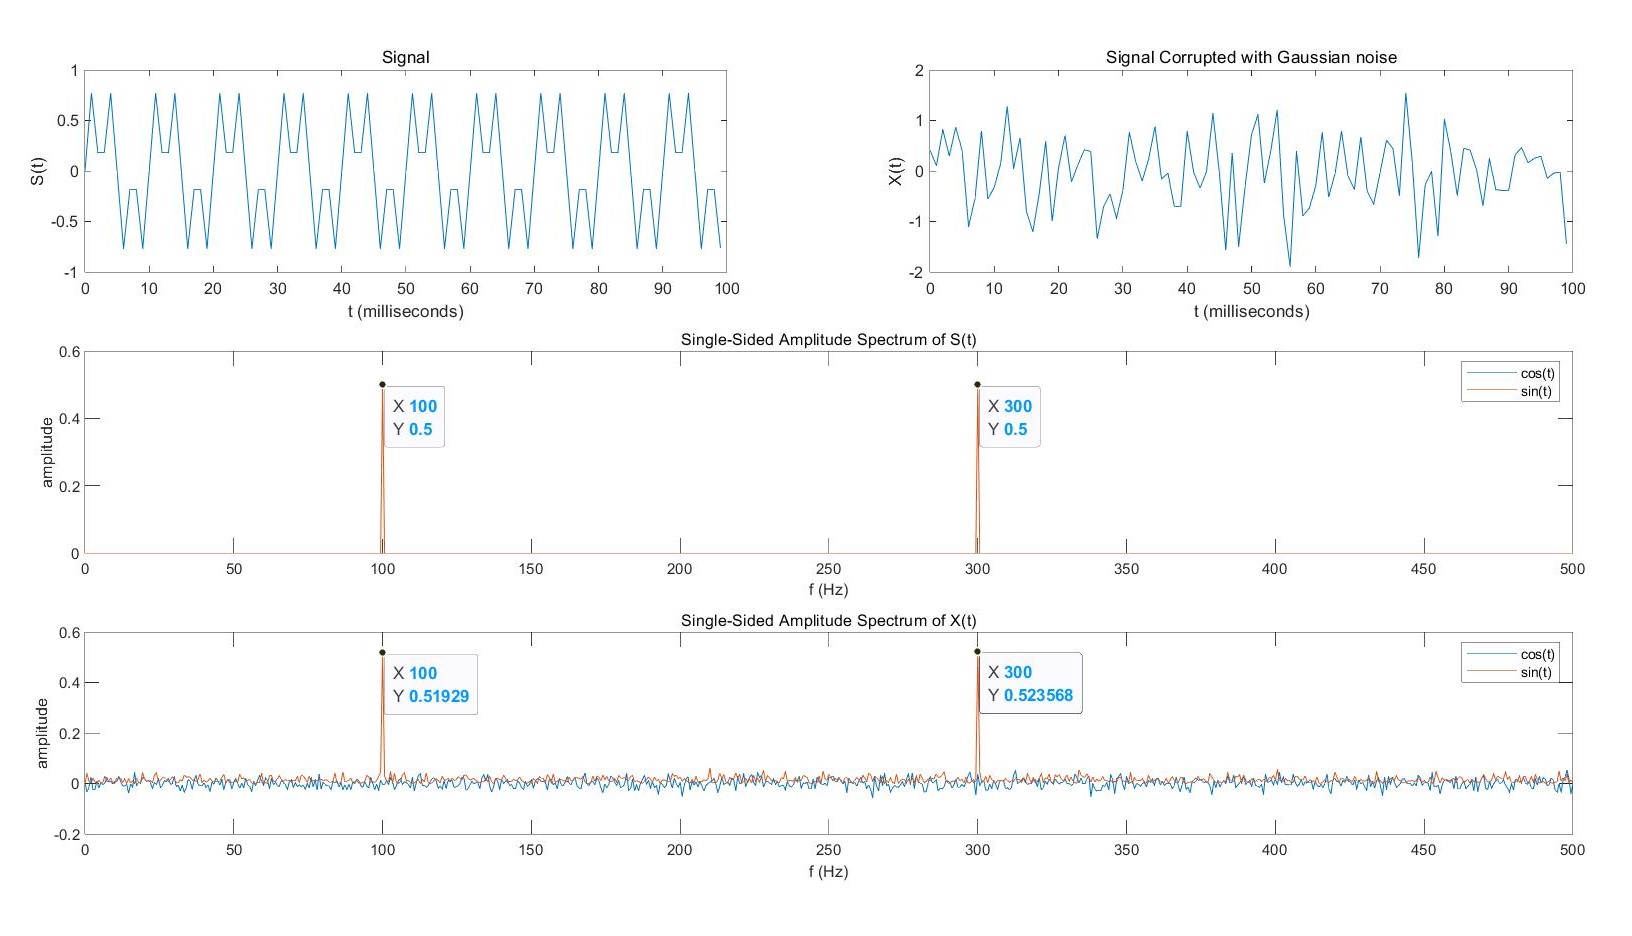 Signal
1
0.5
0
-0.5
-1
S(t)
0 10 20 30 40 50 60 70 80 90 100
t (milliseconds)
Signal Corrupted with Gaussian noise
2
1
0
-1
-2
X(t)
0 10 20 30 40 50 60 70 80 90 100
t (milliseconds)
Single-Sided Amplitude Spectrum of S(t)
0.6
0.4
0.2
0
amplitude
X 100
Y 0.5
X 300
Y 0.5
cos(t)
sin(t)
0 50 100 150 200 250 300 350 400 450 500
f (Hz)
Single-Sided Amplitude Spectrum of X(t)
0.6
0.4
0.2
0
-0.2
amplitude
X 100
Y 0.51929
X 300
Y 0.523568
cos(t)
sin(t)
0 50 100 150 200 250 300 350 400 450 500
f (Hz)